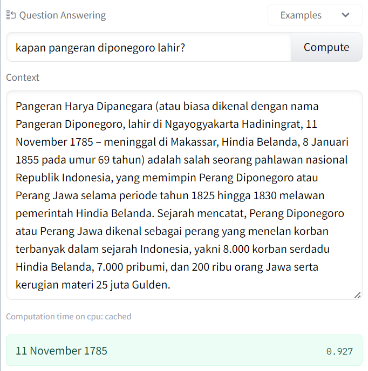 Question Answering
Examples
kapan pangeran diponegoro lahir?
Compute
Context
Pangeran Harya Dipanegara (atau biasa dikenal dengan nama
Pangeran Diponegoro, lahir di Ngayogyakarta Hadiningrat, 11
November 1785 – meninggal di Makassar, Hindia Belanda, 8 Januari
1855 pada umur 69 tahun) adalah salah seorang pahlawan nasional
Republik Indonesia, yang memimpin Perang Diponegoro atau
Perang Jawa selama periode tahun 1825 hingga 1830 melawan
pemerintah Hindia Belanda. Sejarah mencatat, Perang Diponegoro
atau Perang Jawa dikenal sebagai perang yang menelan korban
terbanyak dalam sejarah Indonesia, yakni 8.000 korban serdadu
Hindia Belanda, 7.000 pribumi, dan 200 ribu orang Jawa serta
kerugian materi 25 juta Gulden.
Computation time on cpu: cached
11 November 1785
0.927